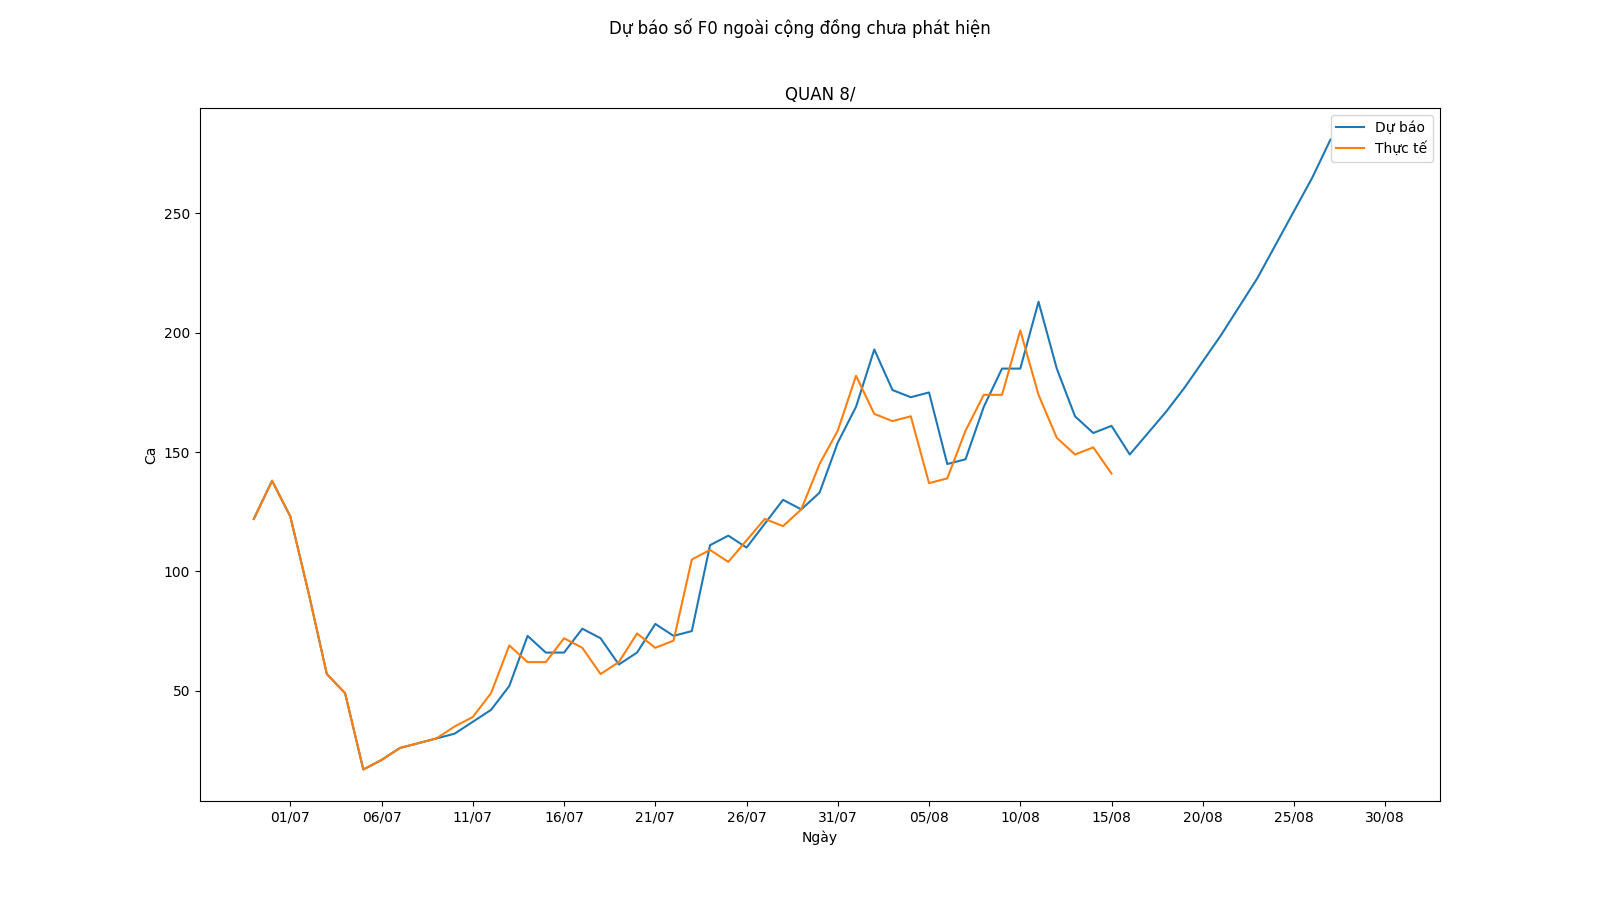 Dự báo số F0 ngoài cộng đồng chưa phát hiện
QUAN 8/
Dự báo
Thực tế
Ca
250
200
150
100
50
01/07 06/07 11/07 16/07 21/07 26/07 31/07 05/08 10/08 15/08 20/08 25/08 30/08
Ngày